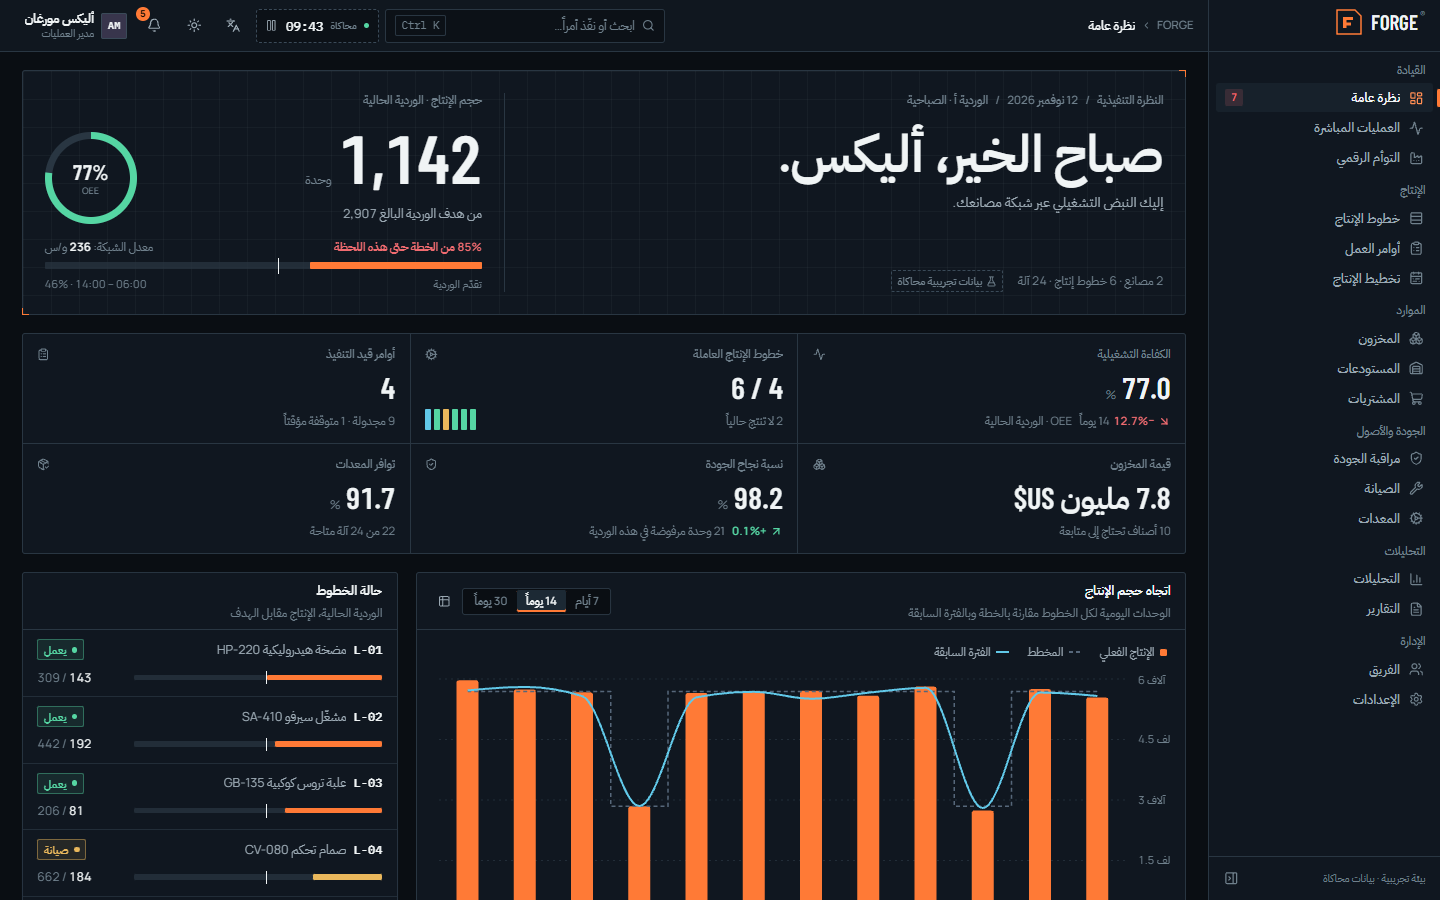 FORGE
القيادة
نظرة عامة
7
العمليات المباشرة
التوأم الرقمي
الإنتاج
خطوط الإنتاج
أوامر العمل
تخطيط الإنتاج
الموارد
المخزون
المستودعات
المشتريات
الجودة والأصول
مراقبة الجودة
الصيانة
المعدات
التحليلات
التحليلات
التقارير
الإدارة
الفريق
الإعدادات
بيئة تجريبية · بيانات محاكاة
FORGE › نظرة عامة
ابحث أو نفّذ أمراً...
Ctrl K
محاكاة 09:43
5
AM
أليكس مورغان
مدير العمليات
النظرة التنفيذية / 12 نوفمبر 2026 / الوردية أ · الصباحية
صباح الخير، أليكس.
إليك النبض التشغيلي عبر شبكة مصانعك.
2 مصانع · 6 خطوط إنتاج · 24 آلة
بيانات تجريبية محاكاة
حجم الإنتاج · الوردية الحالية
1,142 وحدة
من هدف الوردية البالغ 2,907
77%
OEE
85% من الخطة حتى هذه اللحظة
معدل الشبكة: 236 و/س
تقدّم الوردية
46% · 14:00 – 06:00
الكفاءة التشغيلية
77.0 %
12.7%− 14 يوماً OEE · الوردية الحالية
خطوط الإنتاج العاملة
6 / 4
2 لا تنتج حالياً
أوامر قيد التنفيذ
4
9 مجدولة · 1 متوقفة مؤقتاً
قيمة المخزون
7.8 مليون US$
10 أصناف تحتاج إلى متابعة
نسبة نجاح الجودة
98.2 %
0.1%+ 21 وحدة مرفوضة في هذه الوردية
توافر المعدات
91.7 %
22 من 24 آلة متاحة
اتجاه حجم الإنتاج
الوحدات اليومية لكل الخطوط مقارنة بالخطة وبالفترة السابقة
7 أيام
14 يوماً
30 يوماً
الإنتاج الفعلي
المخطط
الفترة السابقة
6 آلاف
4.5 ألف
3 آلاف
1.5 ألف
حالة الخطوط
الوردية الحالية، الإنتاج مقابل الهدف
L-01 مضخة هيدروليكية HP-220
يعمل
309 / 143
L-02 مشغّل سيرفو SA-410
يعمل
442 / 192
L-03 علبة تروس كوكبية GB-135
يعمل
206 / 81
L-04 صمام تحكم CV-080
صيانة
662 / 184